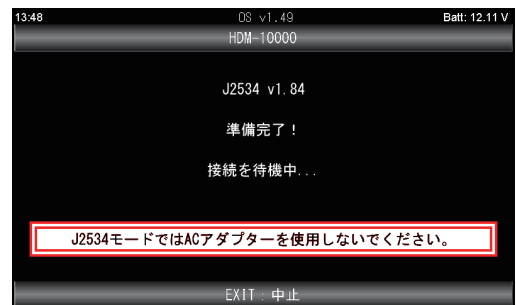 13:48 OS v1.49 Batt: 12.11 V
HDM-10000
J2534 v1.84
準備完了！
接続を待機中...
J2534モードではACアダプターを使用しないでください。
EXIT : 中止